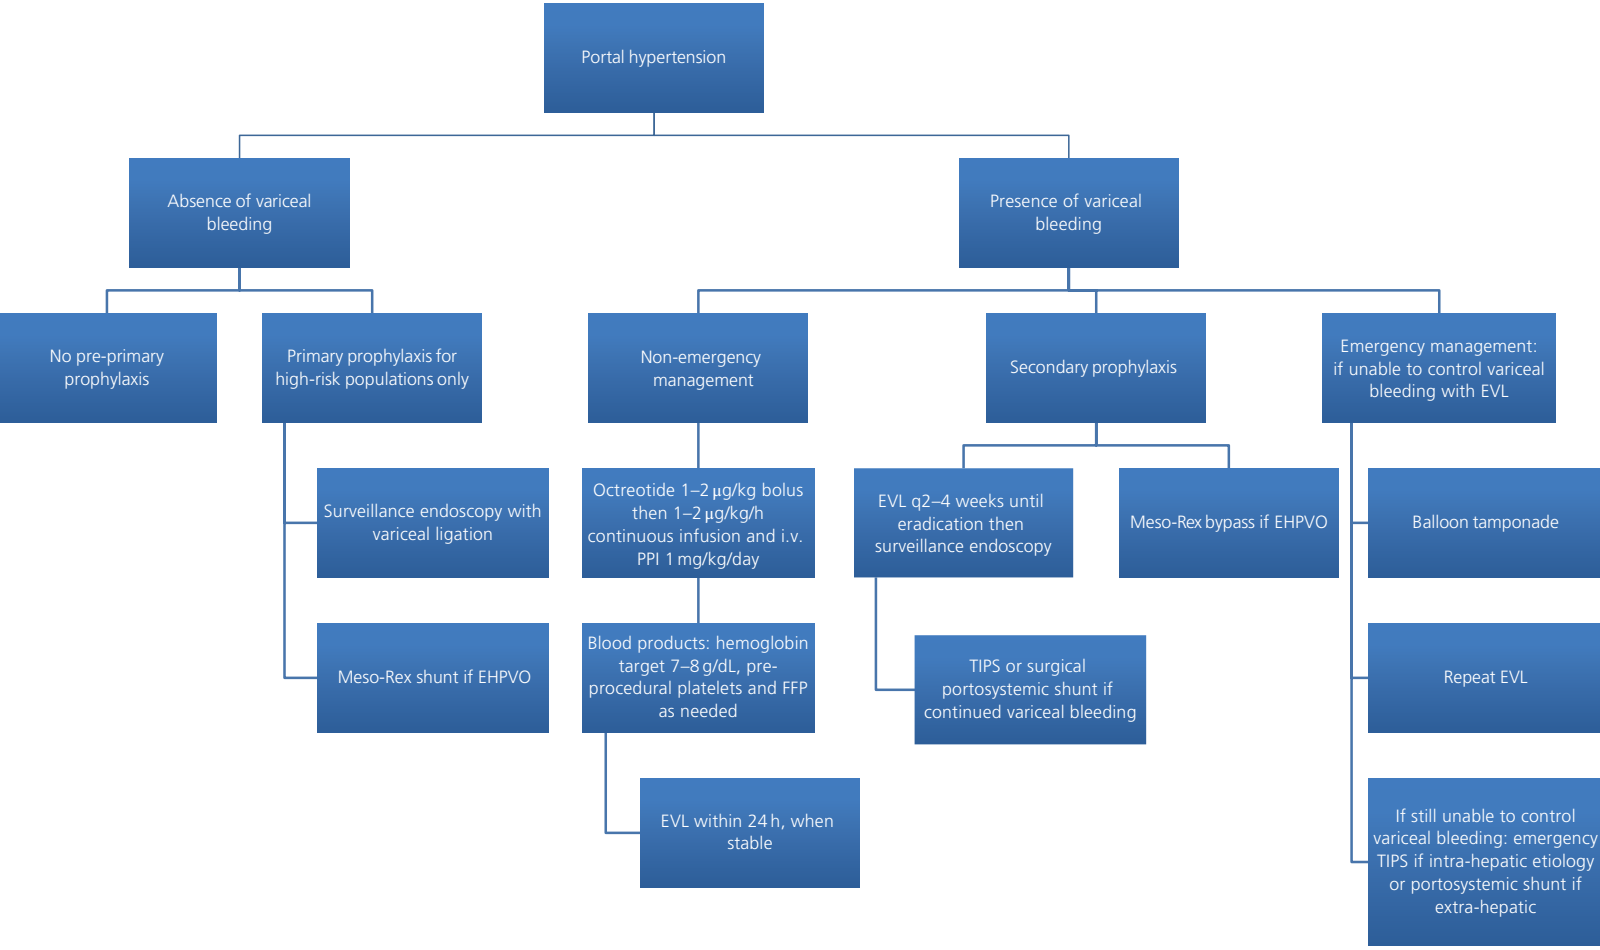 Portal hypertension
Absence of variceal
bleeding
Presence of variceal
bleeding
No pre-primary
prophylaxis
Primary prophylaxis for
high-risk populations only
Non-emergency
management
Secondary prophylaxis
Emergency management:
if unable to control variceal
bleeding with EVL
Surveillance endoscopy with
variceal ligation
Octreotide 1–2 µg/kg bolus
then 1–2 µg/kg/h
continuous infusion and i.v.
PPI 1 mg/kg/day
EVL q2–4 weeks until
eradication then
surveillance endoscopy
Meso-Rex bypass if EHPVO
Balloon tamponade
Meso-Rex shunt if EHPVO
Blood products: hemoglobin
target 7–8 g/dL, pre-
procedural platelets and FFP
as needed
TIPS or surgical
portosystemic shunt if
continued variceal bleeding
Repeat EVL
EVL within 24 h, when
stable
If still unable to control
variceal bleeding: emergency
TIPS if intra-hepatic etiology
or portosystemic shunt if
extra-hepatic